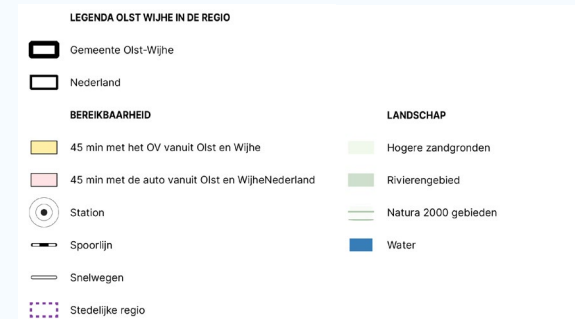 LEGENDA OLST WIJHE IN DE REGIO
Gemeente Olst-Wijhe
Nederland
BEREIKBAARHEID
45 min met het OV vanuit Olst en Wijhe
45 min met de auto vanuit Olst en WijheNederland
Station
Spoorlijn
Snelwegen
Stedelijke regio
LANDSCHAP
Hogere zandgronden
Rivierengebied
Natura 2000 gebieden
Water